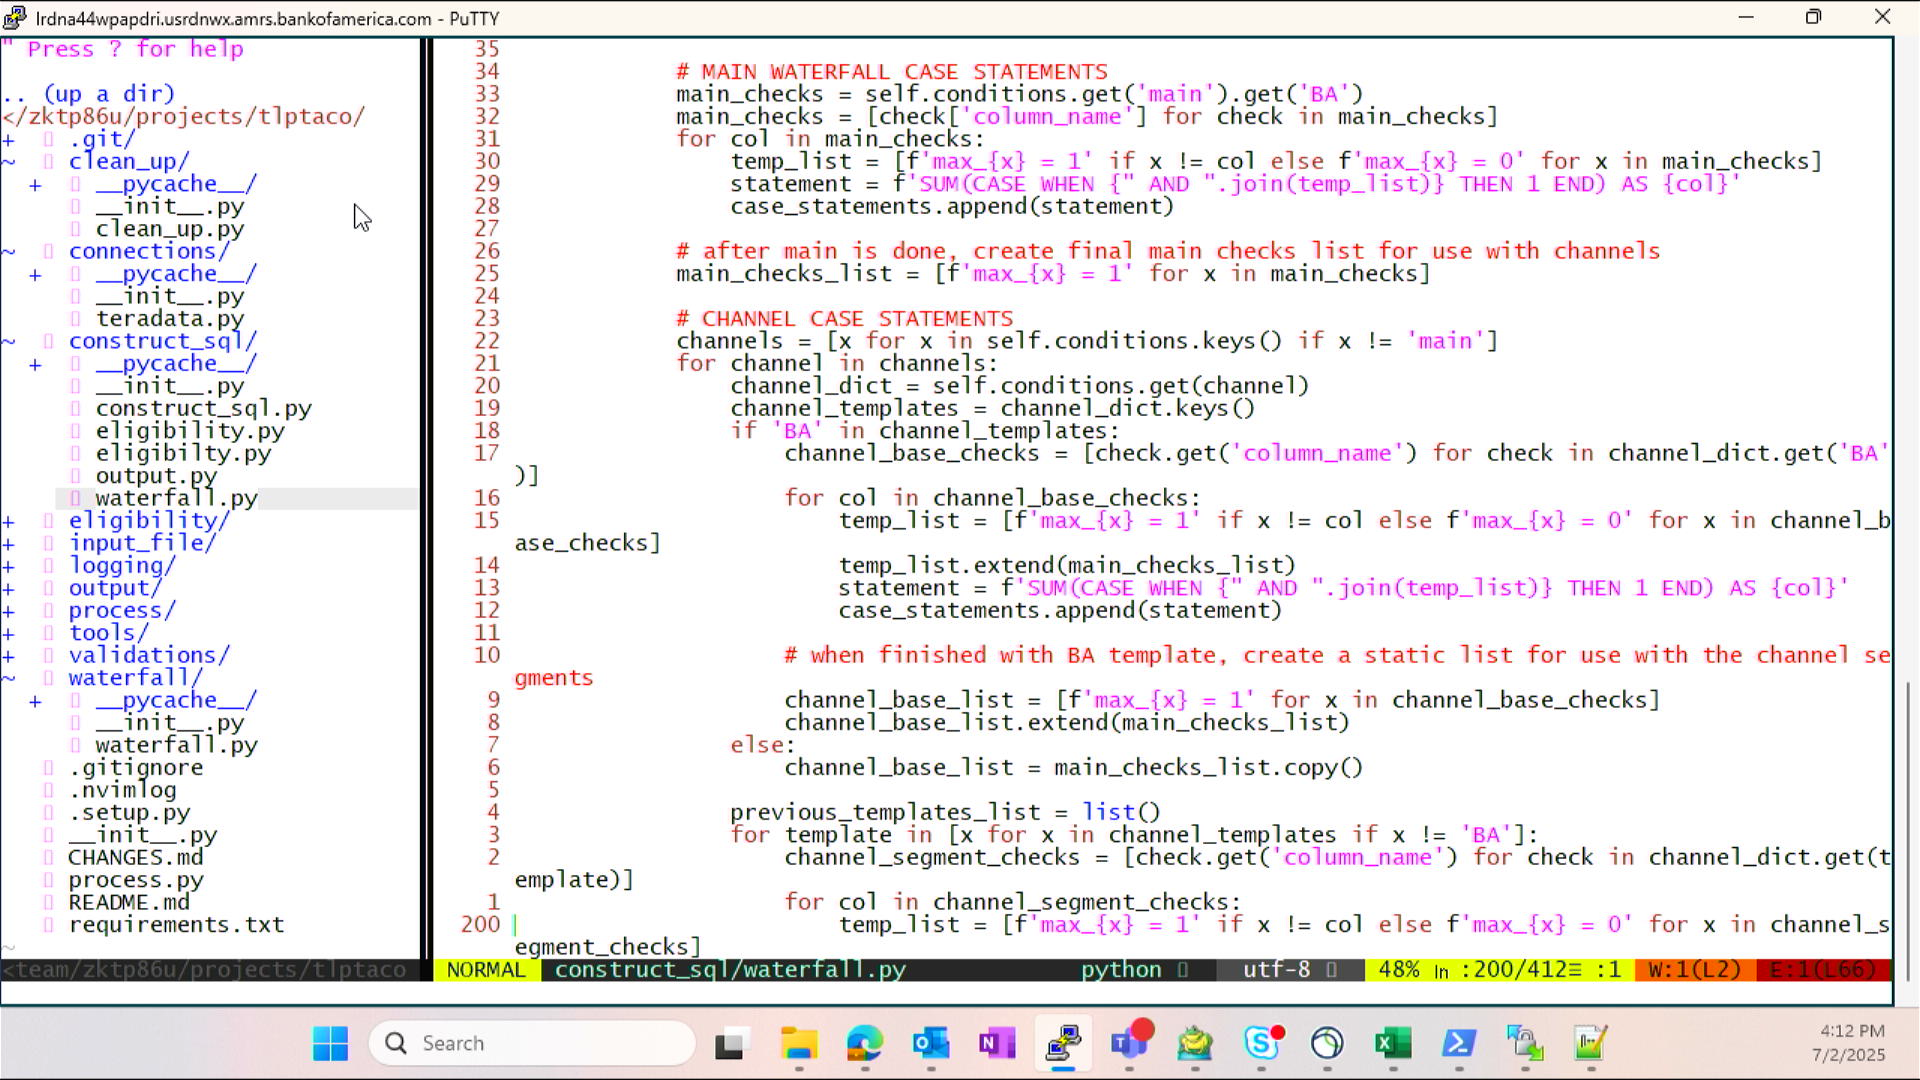 lrdna44wpapdri.usrdnwx.amrs.bankofamerica.com - PuTTY
" Press ? for help
.. (up a dir)
</zktp86u/projects/tlptaco/
+ .git/
~ clean_up/
+ __pycache__/
__init__.py
clean_up.py
~ connections/
+ __pycache__/
__init__.py
teradata.py
~ construct_sql/
+ __pycache__/
__init__.py
construct_sql.py
eligibility.py
eligibilty.py
output.py
waterfall.py
+ eligibility/
+ input_file/
+ logging/
+ output/
+ process/
+ tools/
+ validations/
~ waterfall/
+ __pycache__/
__init__.py
waterfall.py
.gitignore
.nvimlog
.setup.py
__init__.py
CHANGES.md
process.py
README.md
requirements.txt
~
<team/zktp86u/projects/tlptaco
35
34 # MAIN WATERFALL CASE STATEMENTS
33 main_checks = self.conditions.get('main').get('BA')
32 main_checks = [check['column_name'] for check in main_checks]
31 for col in main_checks:
30 temp_list = [f'max_{x} = 1' if x != col else f'max_{x} = 0' for x in main_checks]
29 statement = f'SUM(CASE WHEN {" AND ".join(temp_list)} THEN 1 END) AS {col}'
28 case_statements.append(statement)
27
26 # after main is done, create final main checks list for use with channels
25 main_checks_list = [f'max_{x} = 1' for x in main_checks]
24
23 # CHANNEL CASE STATEMENTS
22 channels = [x for x in self.conditions.keys() if x != 'main']
21 for channel in channels:
20 channel_dict = self.conditions.get(channel)
19 channel_templates = channel_dict.keys()
18 if 'BA' in channel_templates:
17 channel_base_checks = [check.get('column_name') for check in channel_dict.get('BA'
)]
16 for col in channel_base_checks:
15 temp_list = [f'max_{x} = 1' if x != col else f'max_{x} = 0' for x in channel_b
ase_checks]
14 temp_list.extend(main_checks_list)
13 statement = f'SUM(CASE WHEN {" AND ".join(temp_list)} THEN 1 END) AS {col}'
12 case_statements.append(statement)
11
10 # when finished with BA template, create a static list for use with the channel se
gments
9 channel_base_list = [f'max_{x} = 1' for x in channel_base_checks]
8 channel_base_list.extend(main_checks_list)
7 else:
6 channel_base_list = main_checks_list.copy()
5
4 previous_templates_list = list()
3 for template in [x for x in channel_templates if x != 'BA']:
2 channel_segment_checks = [check.get('column_name') for check in channel_dict.get(t
emplate)]
1 for col in channel_segment_checks:
200 temp_list = [f'max_{x} = 1' if x != col else f'max_{x} = 0' for x in channel_s
egment_checks]
NORMAL construct_sql/waterfall.py python utf-8 48% ln :200/412≡ :1 W:1(L2) E:1(L66)
Search
4:12 PM
7/2/2025